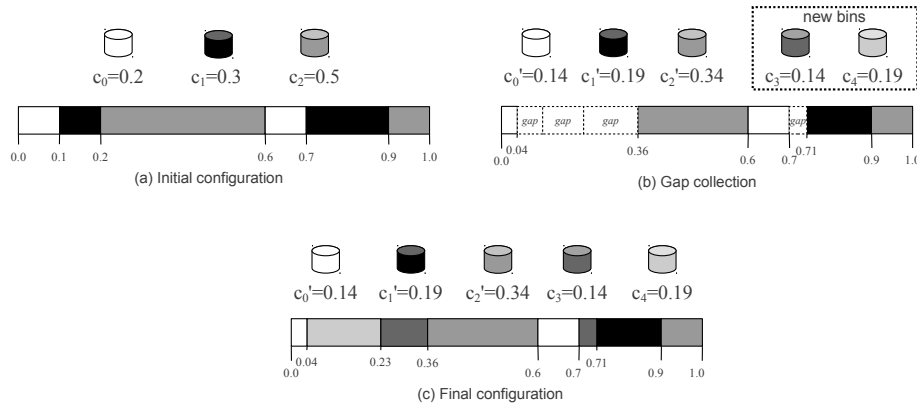 new bins
c₀=0.2 c₁=0.3 c₂=0.5
c₀'=0.14 c₁'=0.19 c₂'=0.34 c₃=0.14 c₄=0.19
0.0 0.1 0.2 0.6 0.7 0.9 1.0
(a) Initial configuration
gap gap gap gap
0.0 0.04 0.36 0.6 0.7 0.71 0.9 1.0
(b) Gap collection
c₀'=0.14 c₁'=0.19 c₂'=0.34 c₃=0.14 c₄=0.19
0.0 0.04 0.23 0.36 0.6 0.7 0.71 0.9 1.0
(c) Final configuration